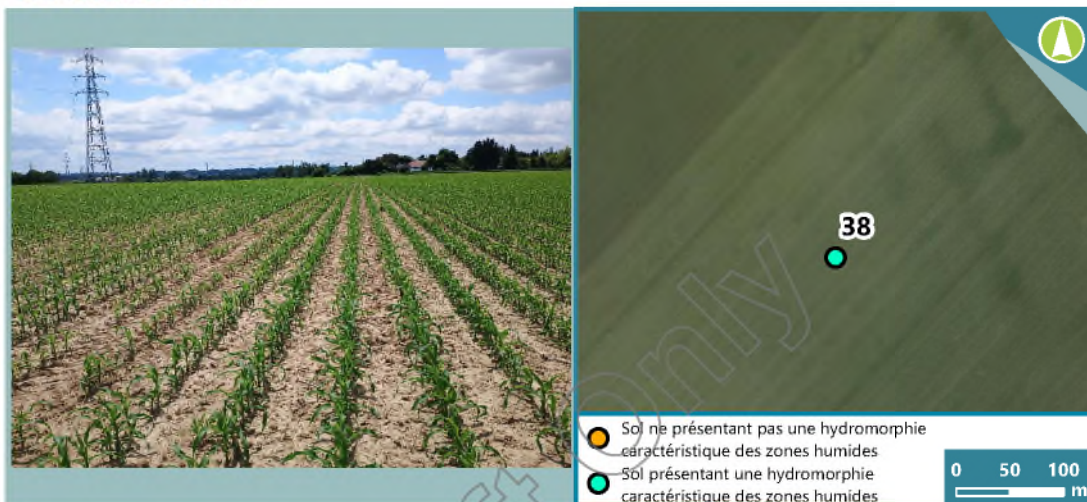 38
Sol ne présentant pas une hydromorphie
caractéristique des zones humides
Sol présentant une hydromorphie
caractéristique des zones humides
0 50 100
m
Only